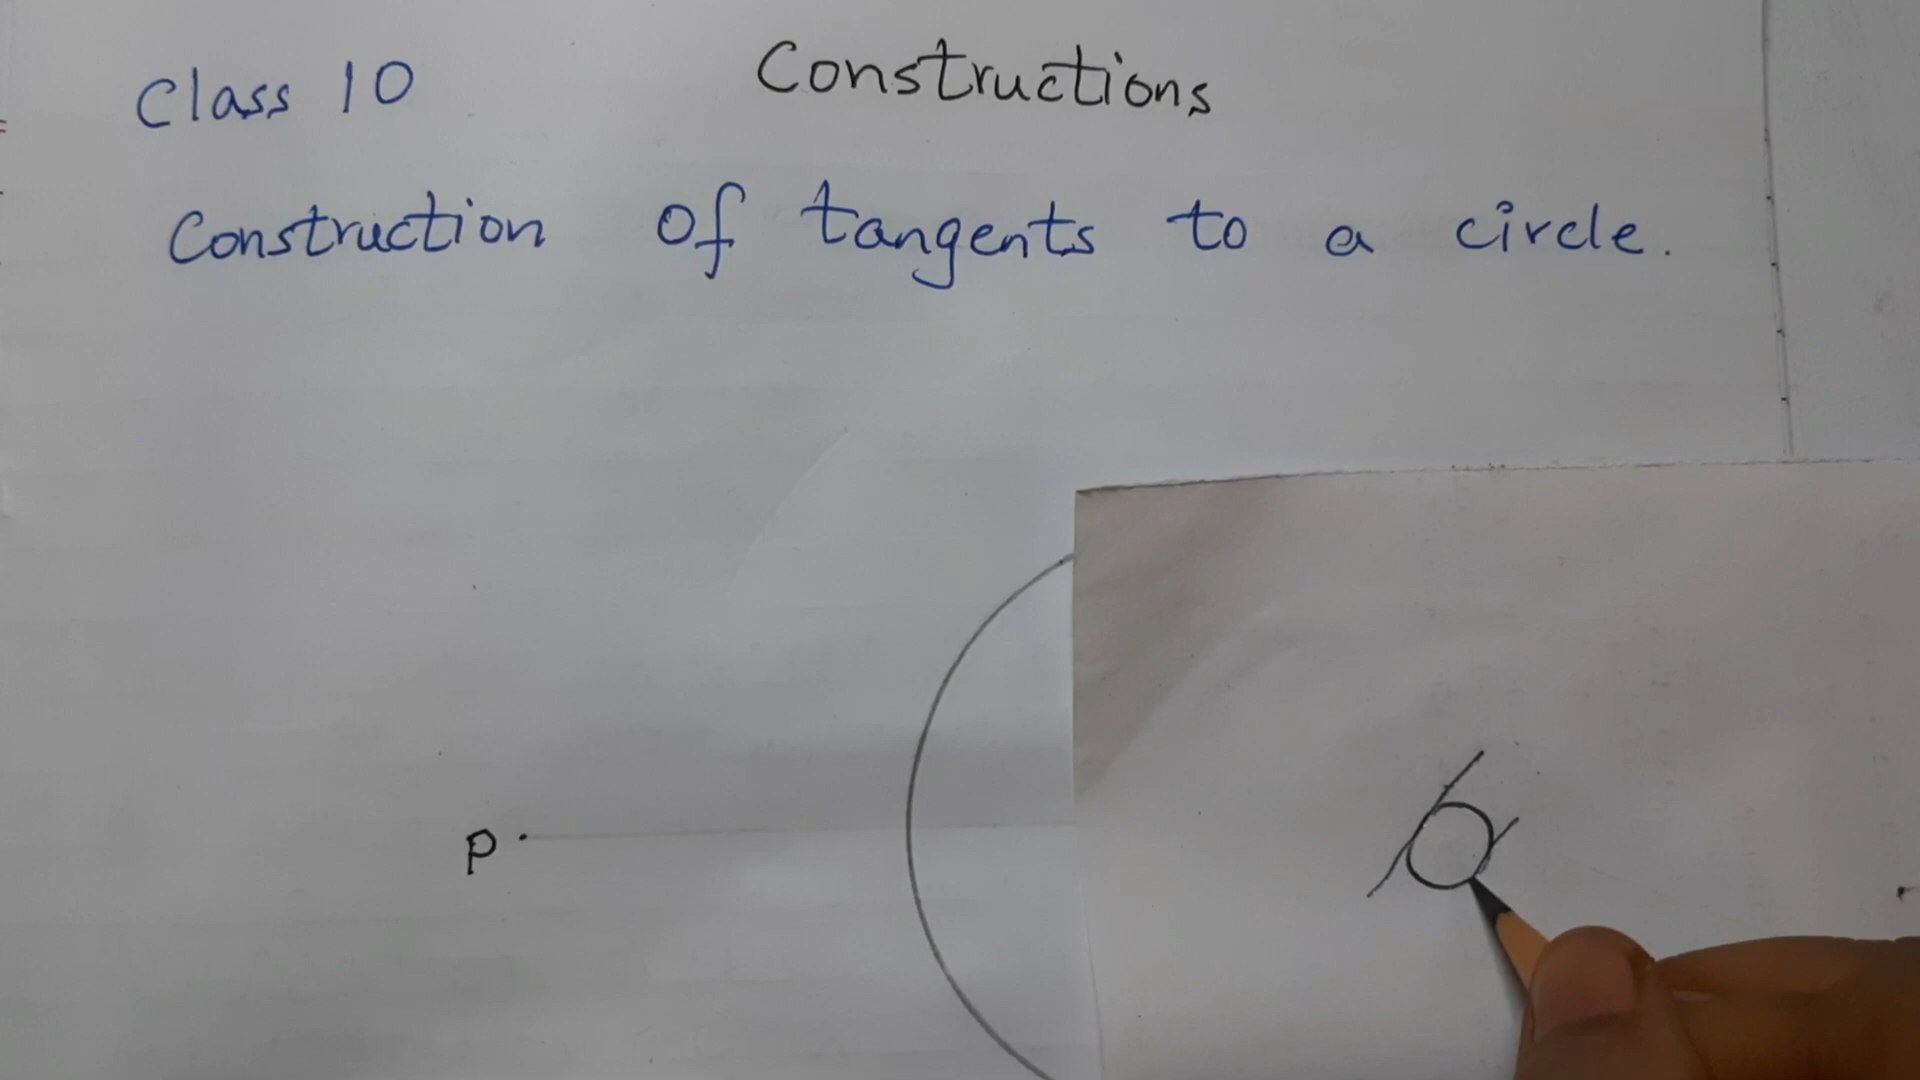 Class 10
Constructions
Construction of tangents to a circle.
P